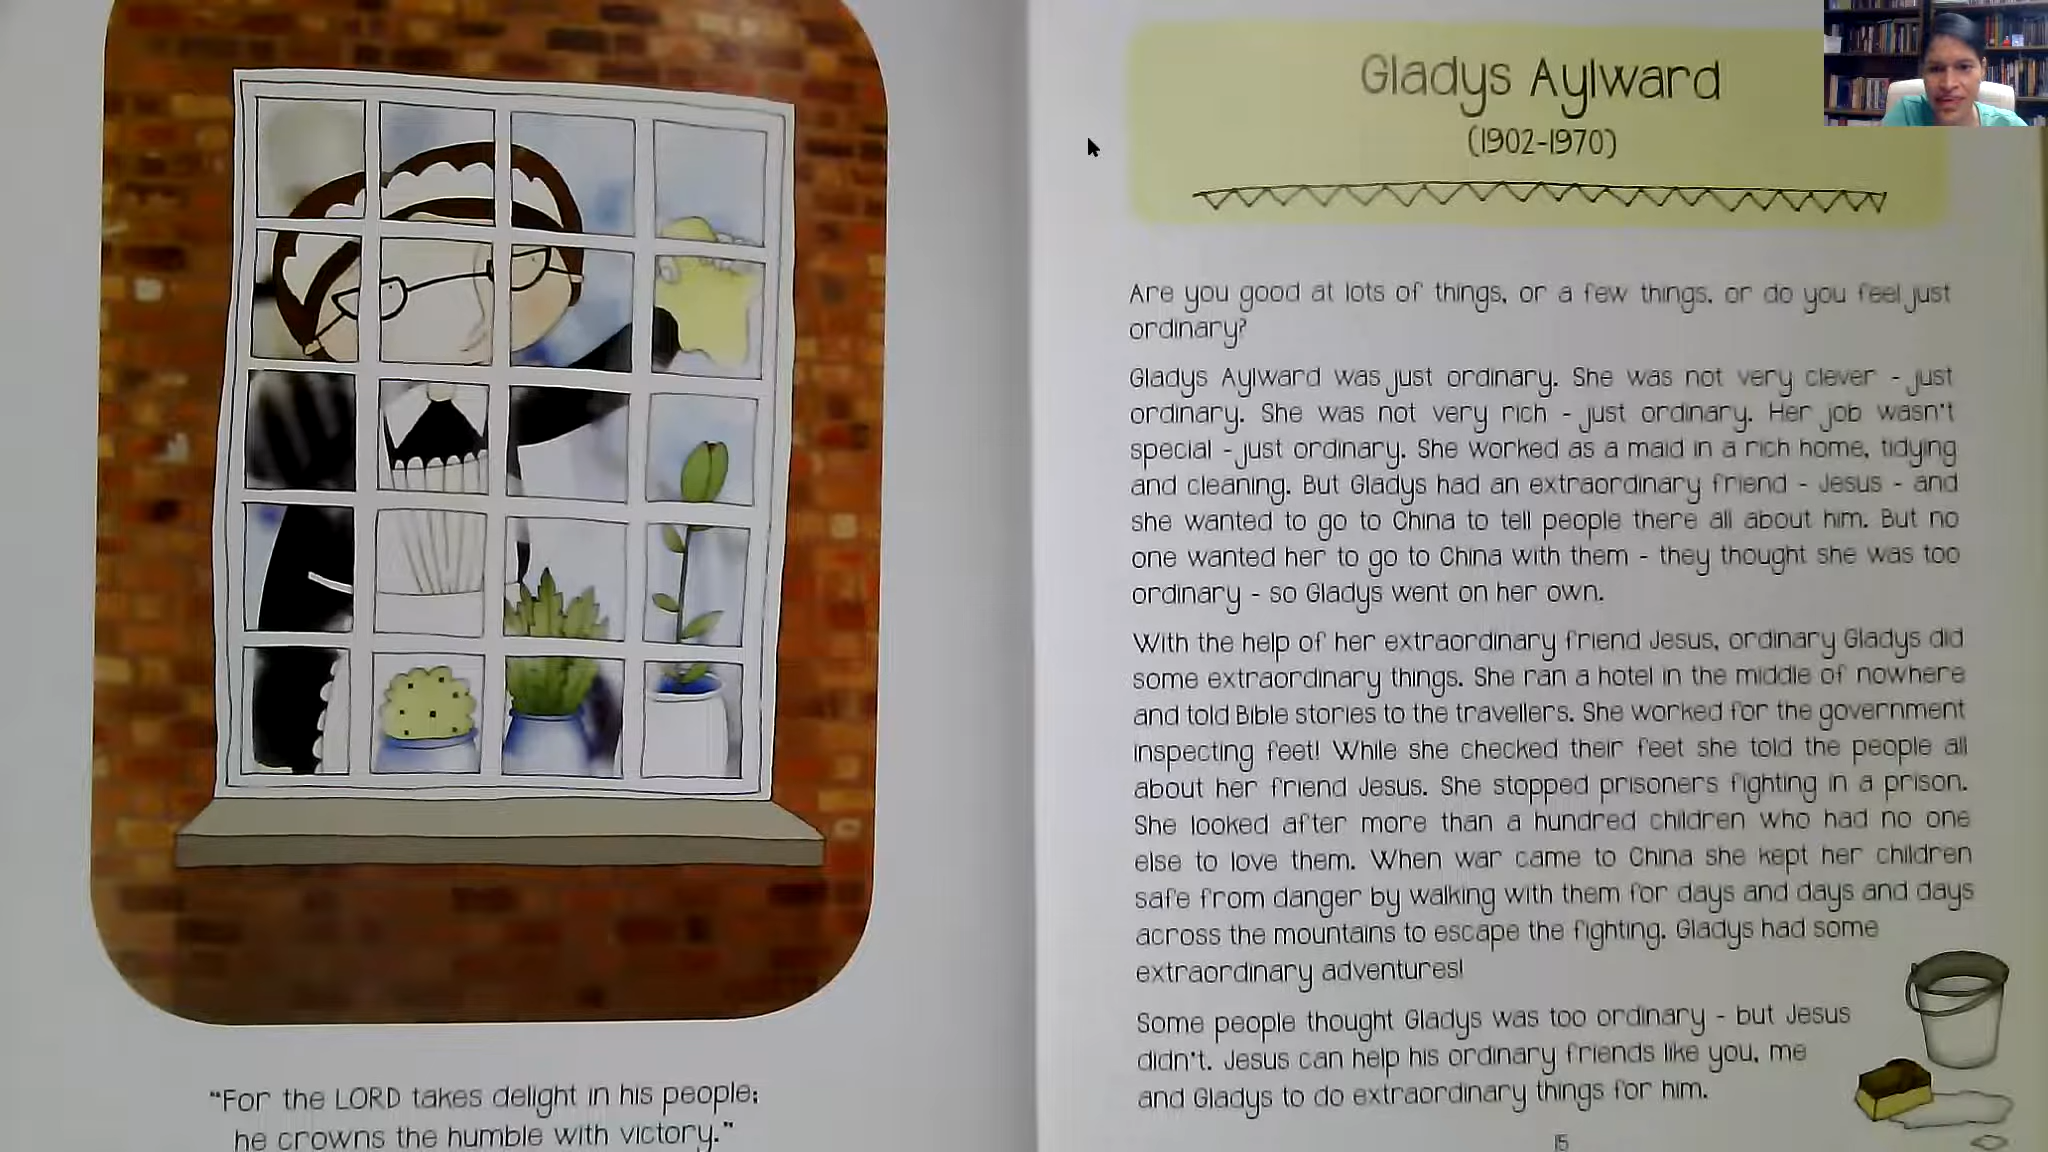 “For the LORD takes delight in his people;
he crowns the humble with victory.”
Gladys Aylward
(1902-1970)
Are you good at lots of things, or a few things, or do you feel just
ordinary?
Gladys Aylward was just ordinary. She was not very clever - just
ordinary. She was not very rich - just ordinary. Her job wasn't
special - just ordinary. She worked as a maid in a rich home, tidying
and cleaning. But Gladys had an extraordinary friend - Jesus - and
she wanted to go to China to tell people there all about him. But no
one wanted her to go to China with them - they thought she was too
ordinary - so Gladys went on her own.
With the help of her extraordinary friend Jesus, ordinary Gladys did
some extraordinary things. She ran a hotel in the middle of nowhere
and told Bible stories to the travellers. She worked for the government
inspecting feet! While she checked their feet she told the people all
about her friend Jesus. She stopped prisoners fighting in a prison.
She looked after more than a hundred children who had no one
else to love them. When war came to China she kept her children
safe from danger by walking with them for days and days and days
across the mountains to escape the fighting. Gladys had some
extraordinary adventures!
Some people thought Gladys was too ordinary - but Jesus
didn't. Jesus can help his ordinary friends like you, me
and Gladys to do extraordinary things for him.
15